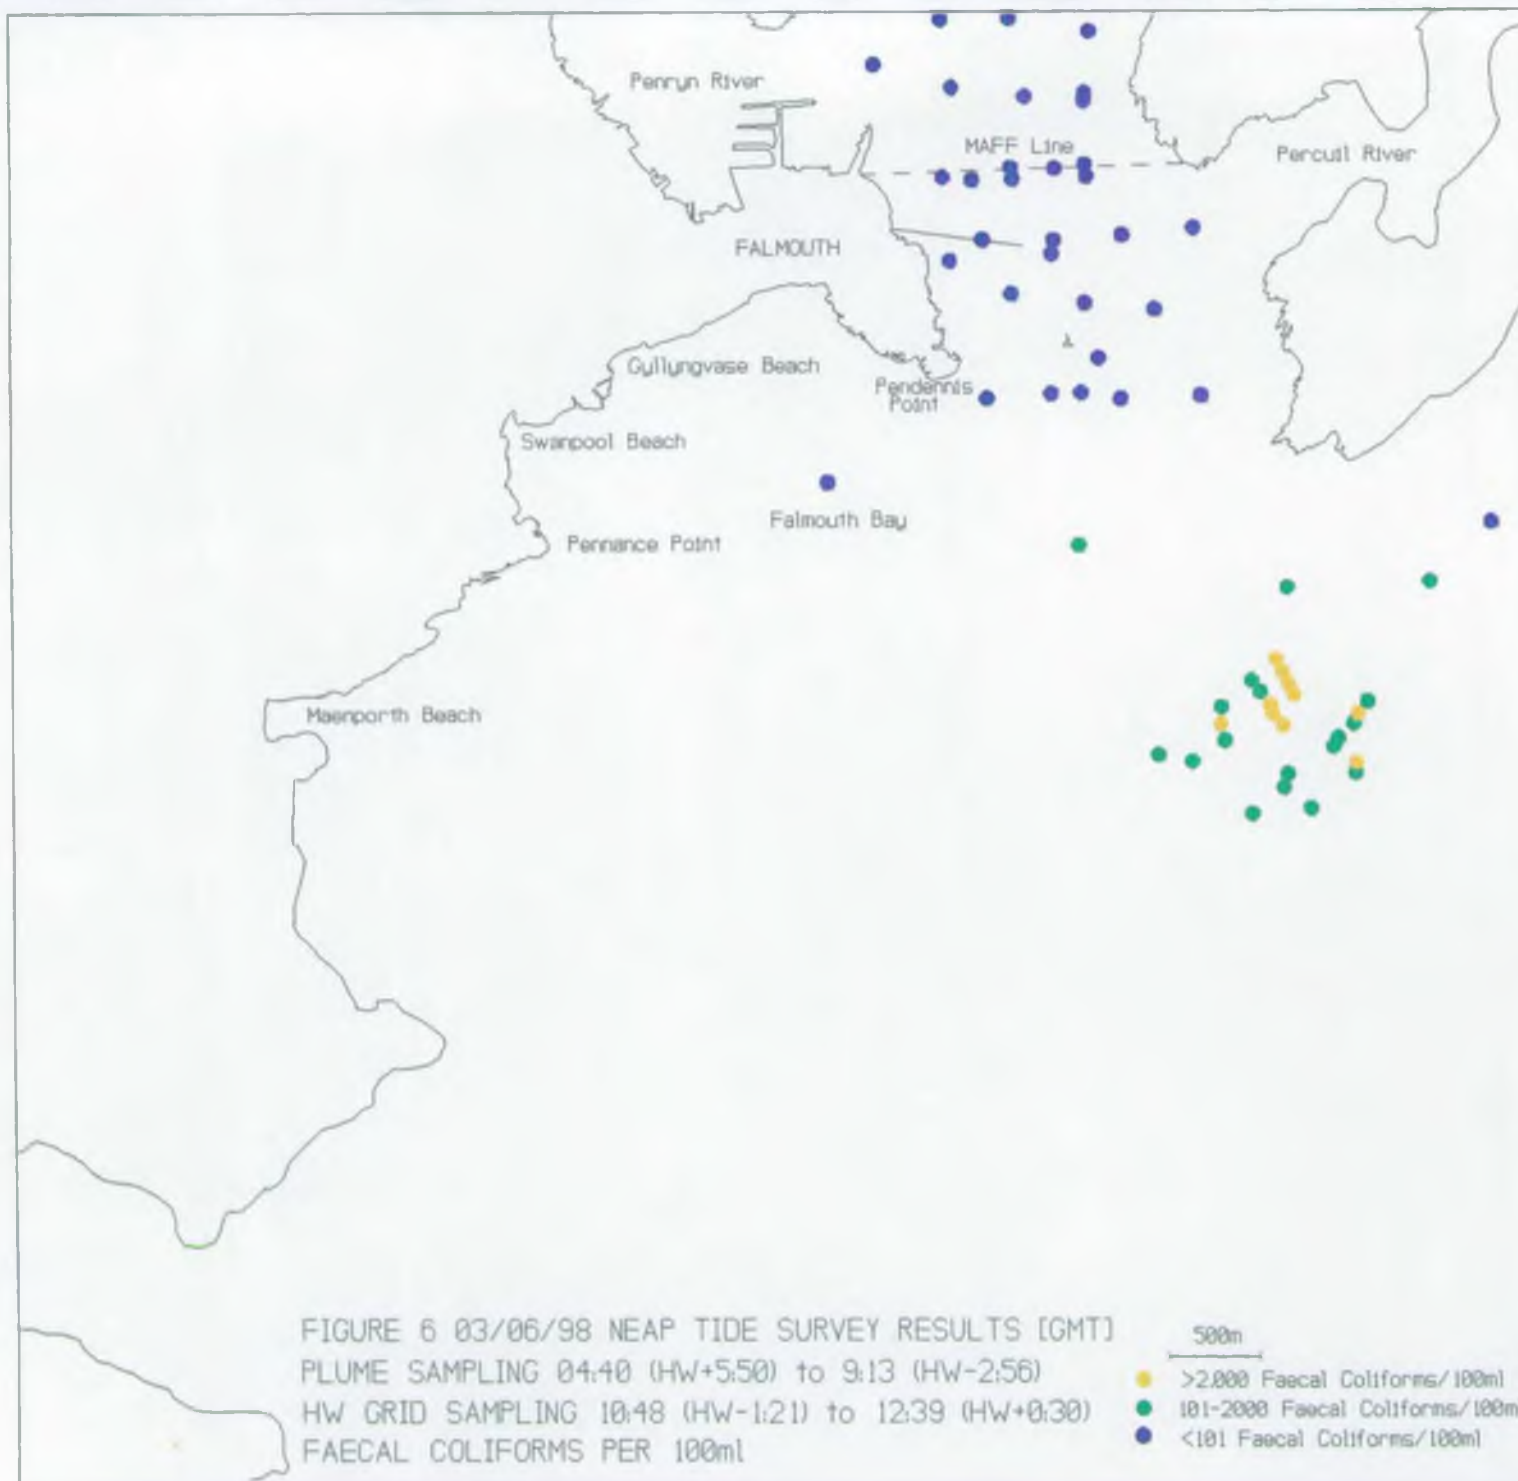 Penryn River
MAFF Line
Percuil River
FALMOUTH
Gyllyngvase Beach
Pendennis
Point
Swanpool Beach
Falmouth Bay
Pennance Point
Maenporth Beach
FIGURE 6 03/06/98 NEAP TIDE SURVEY RESULTS [GMT]
PLUME SAMPLING 04:40 (HW+5:50) to 9:13 (HW-2:56)
HW GRID SAMPLING 10:48 (HW-1:21) to 12:39 (HW+0:30)
FAECAL COLIFORMS PER 100ml
500m
>2000 Faecal Coliforms/100ml
101-2000 Faecal Coliforms/100m
<101 Faecal Coliforms/100ml